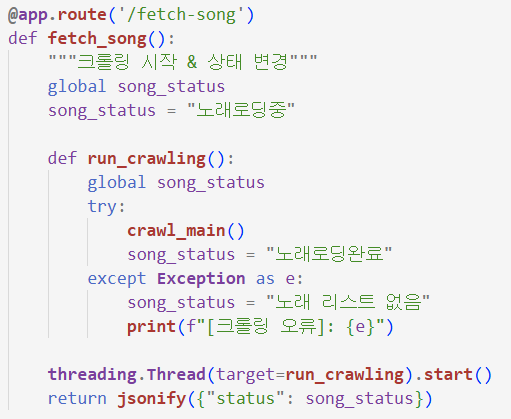 @app.route('/fetch-song')
def fetch_song():
    """크롤링 시작 & 상태 변경"""
    global song_status
    song_status = "노래로딩중"

    def run_crawling():
        global song_status
        try:
            crawl_main()
            song_status = "노래로딩완료"
        except Exception as e:
            song_status = "노래 리스트 없음"
            print(f"[크롤링 오류]: {e}")

    threading.Thread(target=run_crawling).start()
    return jsonify({"status": song_status})